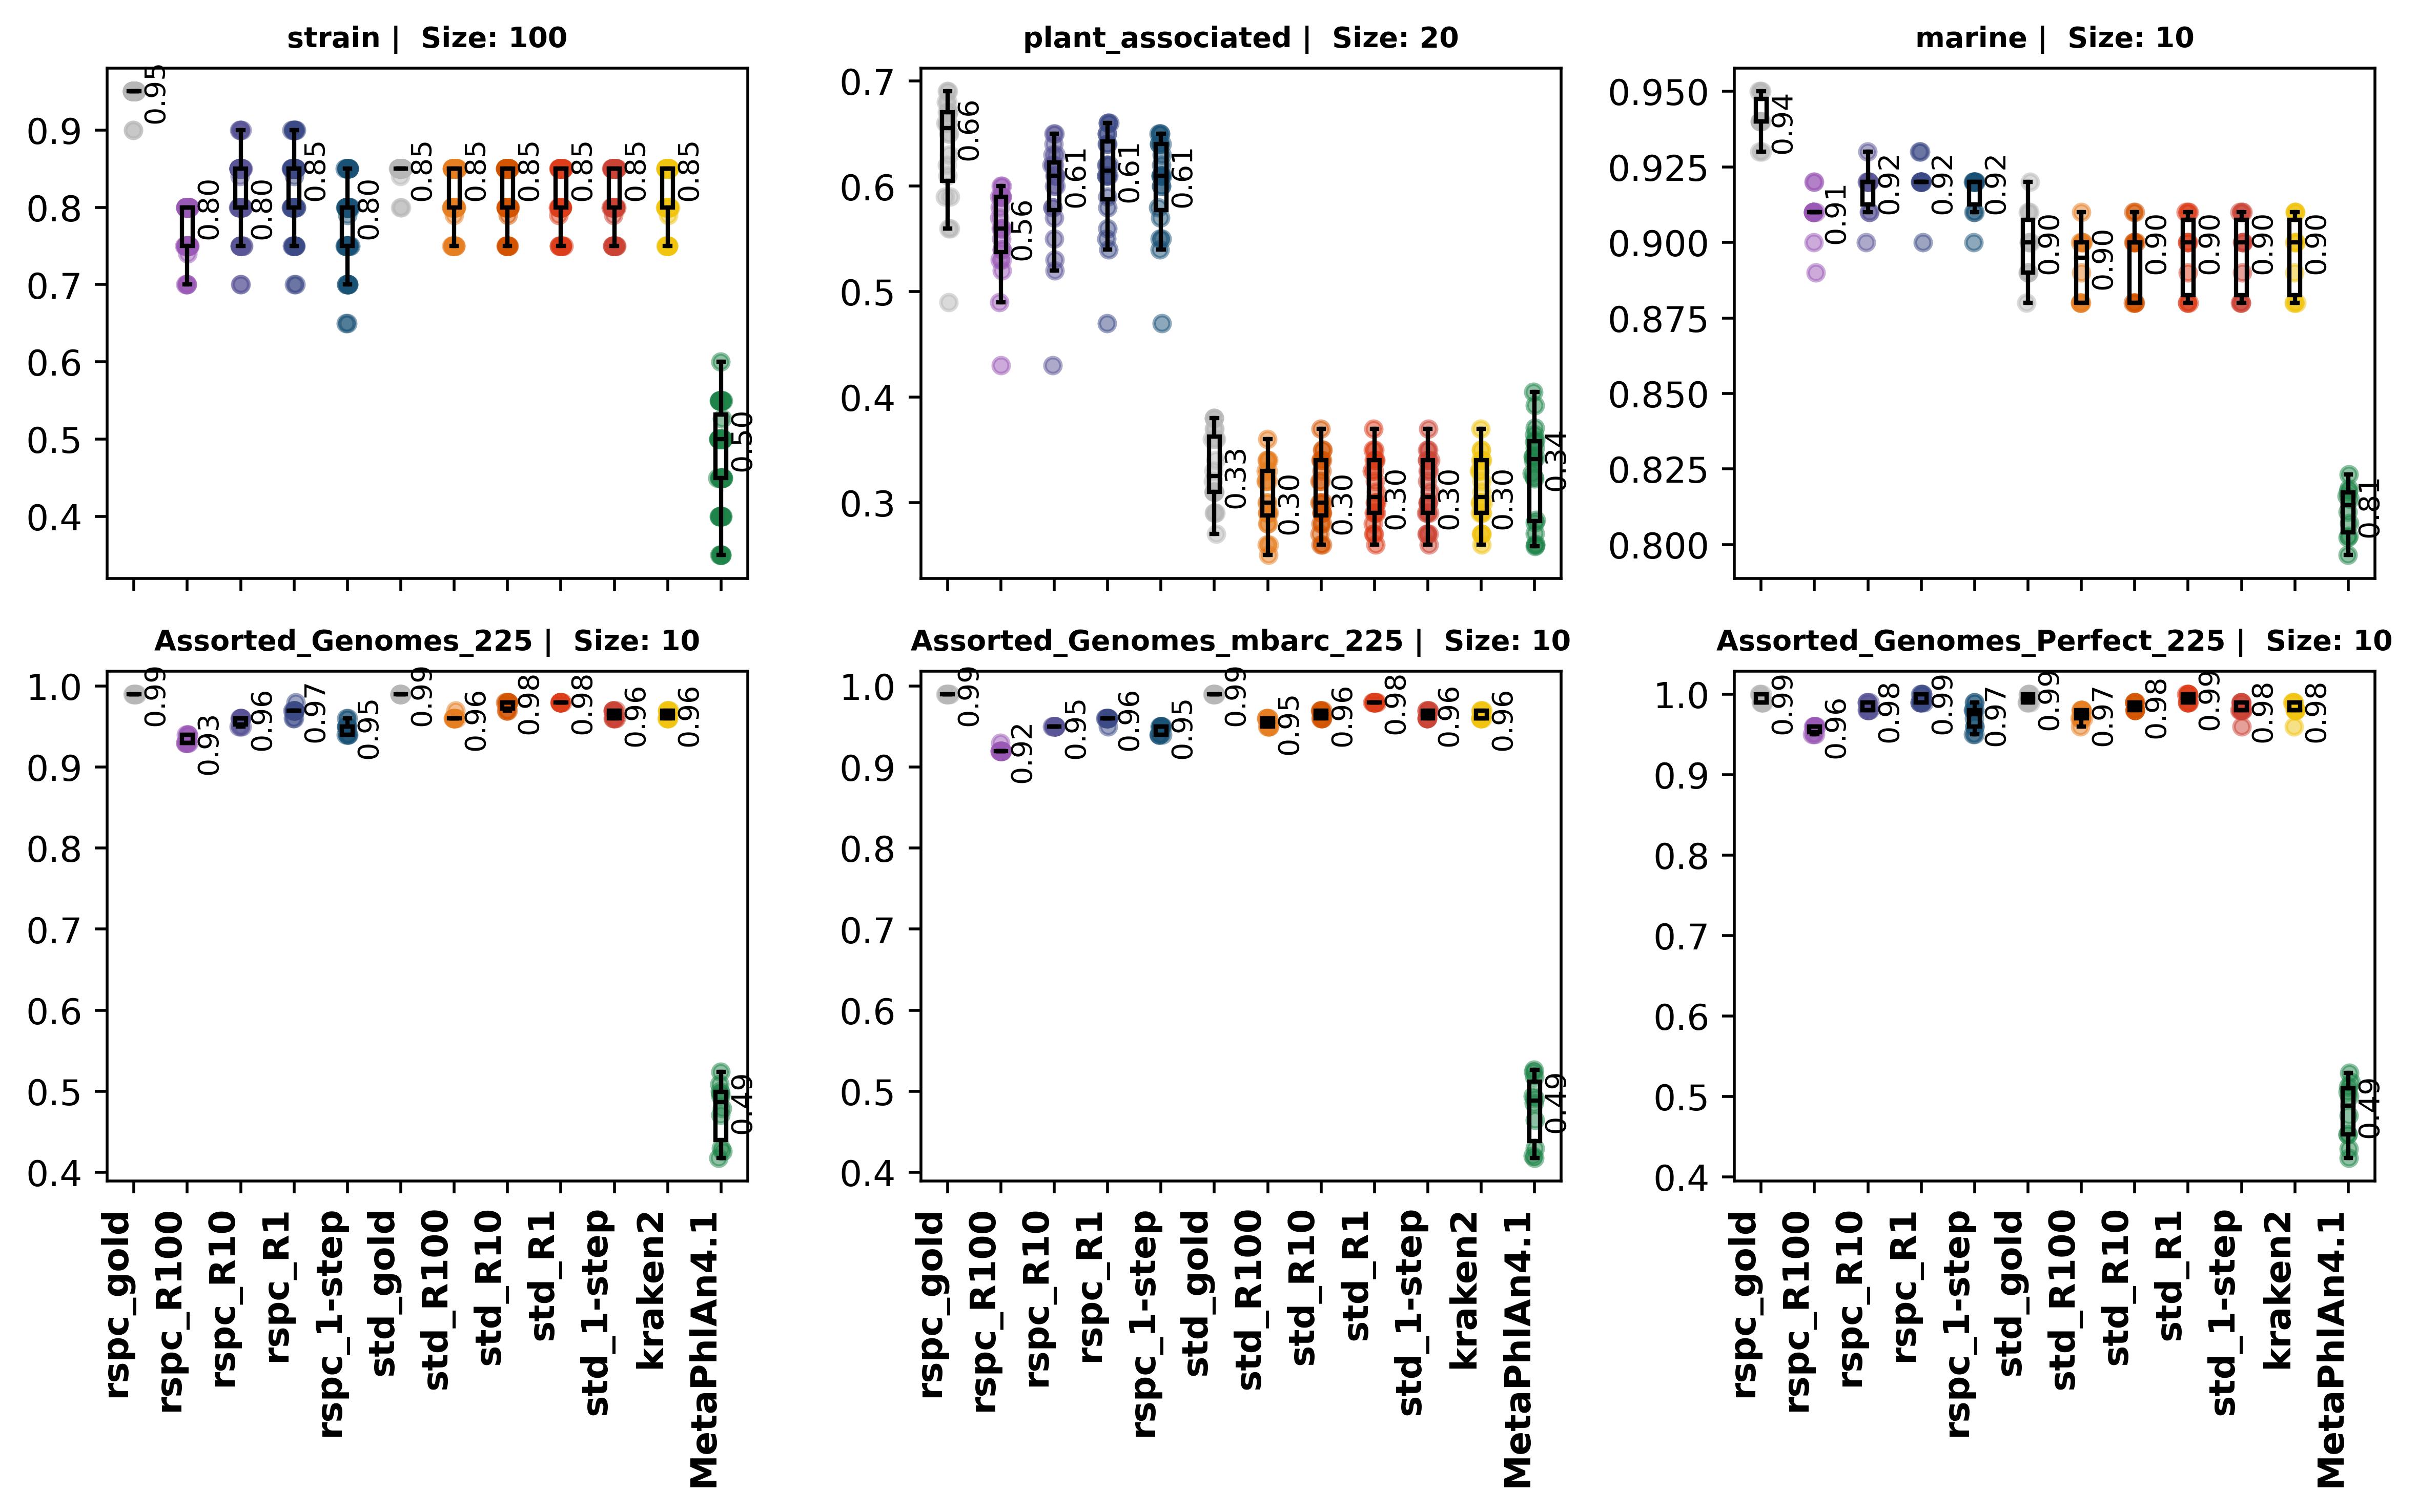 strain |  Size: 100
0.9
0.8
0.7
0.6
0.5
0.4
0.95
0.80
0.80
0.85
0.80
0.85
0.85
0.85
0.85
0.85
0.85
0.50
plant_associated |  Size: 20
0.7
0.6
0.5
0.4
0.3
0.66
0.56
0.61
0.61
0.61
0.33
0.30
0.30
0.30
0.30
0.30
0.34
marine |  Size: 10
0.950
0.925
0.900
0.875
0.850
0.825
0.800
0.94
0.91
0.92
0.92
0.92
0.90
0.90
0.90
0.90
0.90
0.90
0.81
Assorted_Genomes_225 |  Size: 10
1.0
0.9
0.8
0.7
0.6
0.5
0.4
0.99
0.93
0.96
0.97
0.95
0.99
0.96
0.98
0.98
0.96
0.96
0.49
rspc_gold
rspc_R100
rspc_R10
rspc_R1
rspc_1-step
std_gold
std_R100
std_R10
std_R1
std_1-step
kraken2
MetaPhlAn4.1
Assorted_Genomes_mbarc_225 |  Size: 10
1.0
0.9
0.8
0.7
0.6
0.5
0.4
0.99
0.92
0.95
0.96
0.95
0.99
0.95
0.96
0.98
0.96
0.96
0.49
rspc_gold
rspc_R100
rspc_R10
rspc_R1
rspc_1-step
std_gold
std_R100
std_R10
std_R1
std_1-step
kraken2
MetaPhlAn4.1
Assorted_Genomes_Perfect_225 |  Size: 10
1.0
0.9
0.8
0.7
0.6
0.5
0.4
0.99
0.96
0.98
0.99
0.97
0.99
0.97
0.98
0.99
0.98
0.98
0.49
rspc_gold
rspc_R100
rspc_R10
rspc_R1
rspc_1-step
std_gold
std_R100
std_R10
std_R1
std_1-step
kraken2
MetaPhlAn4.1